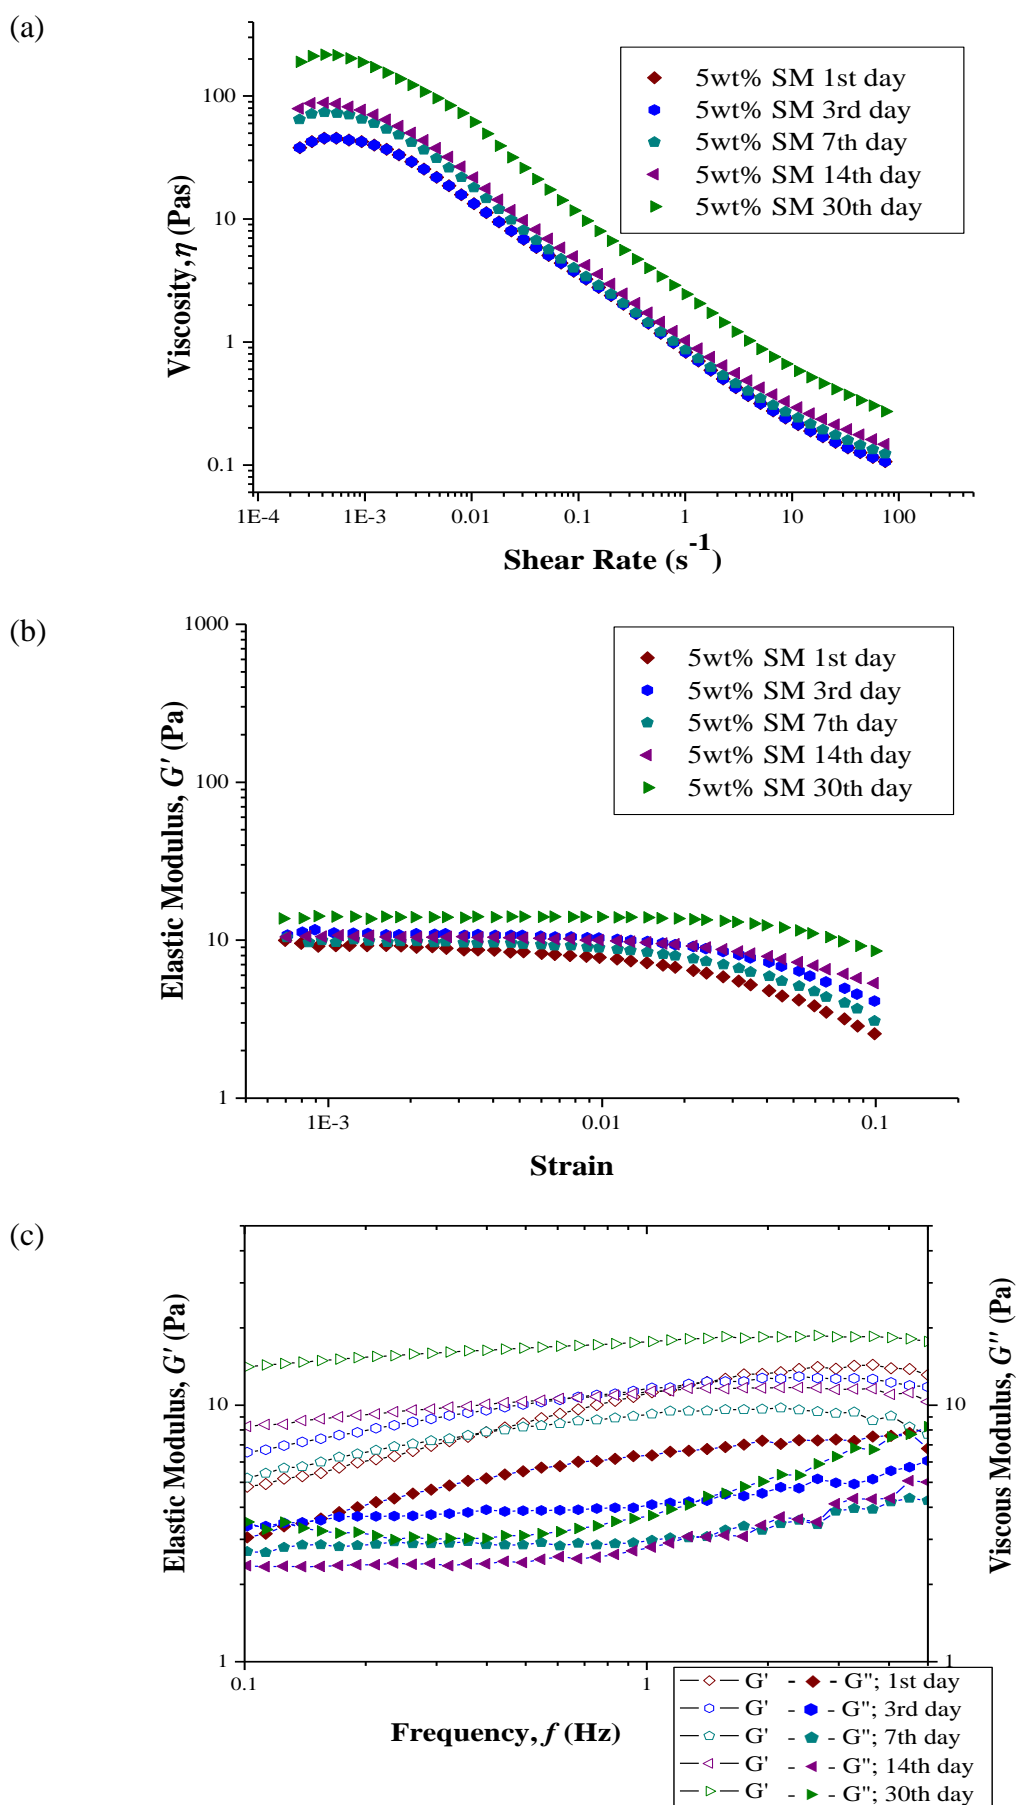 (a)
100
10
1
0.1
Viscosity, η (Pas)
5wt% SM 1st day
5wt% SM 3rd day
5wt% SM 7th day
5wt% SM 14th day
5wt% SM 30th day
1E-4 1E-3 0.01 0.1 1 10 100
Shear Rate (s-1)
(b)
1000
100
10
1
Elastic Modulus, G' (Pa)
5wt% SM 1st day
5wt% SM 3rd day
5wt% SM 7th day
5wt% SM 14th day
5wt% SM 30th day
1E-3 0.01 0.1
Strain
(c)
Elastic Modulus, G' (Pa)
10
1
Viscous Modulus, G'' (Pa)
10
1
0.1 1
Frequency, f (Hz)
G' G''; 1st day
G' G''; 3rd day
G' G''; 7th day
G' G''; 14th day
G' G''; 30th day